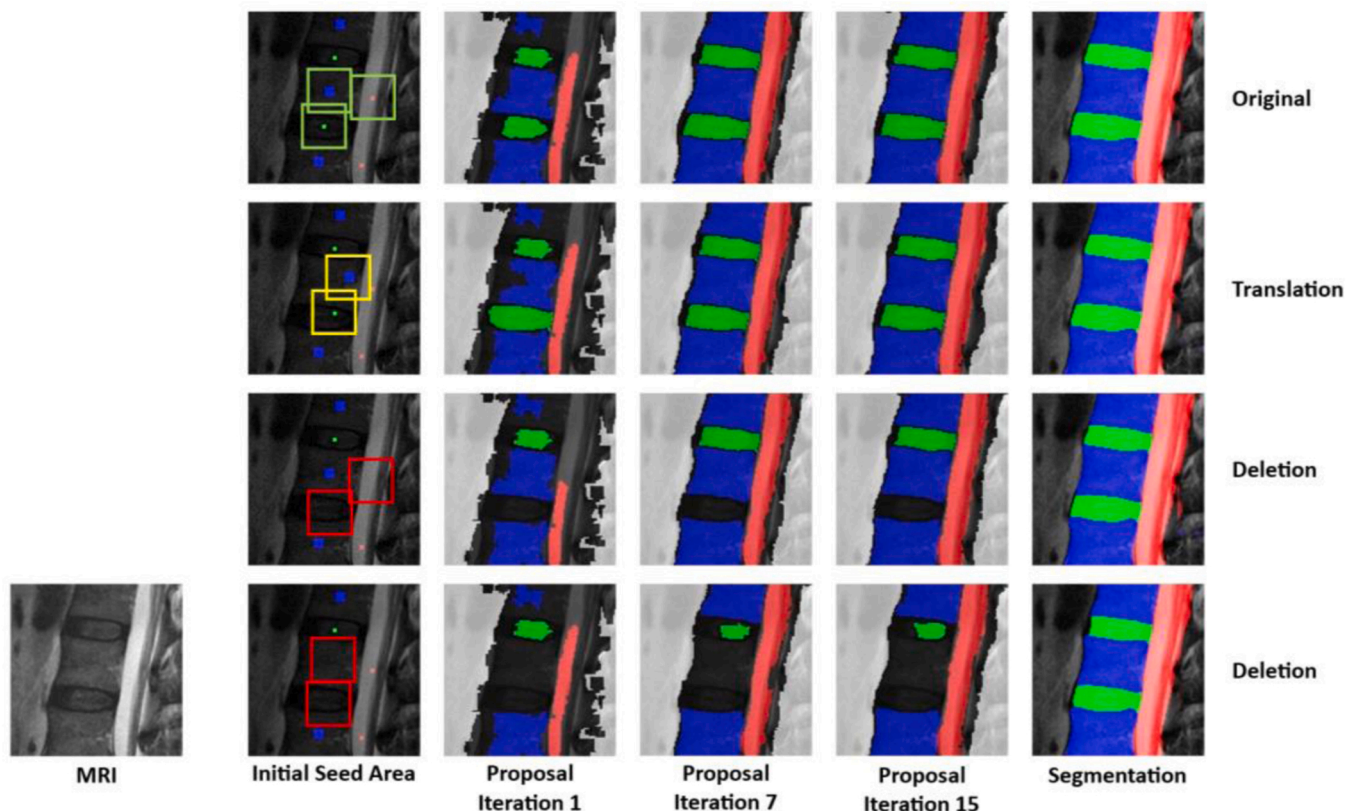 Original
Translation
Deletion
Deletion
MRI
Initial Seed Area
Proposal
Iteration 1
Proposal
Iteration 7
Proposal
Iteration 15
Segmentation